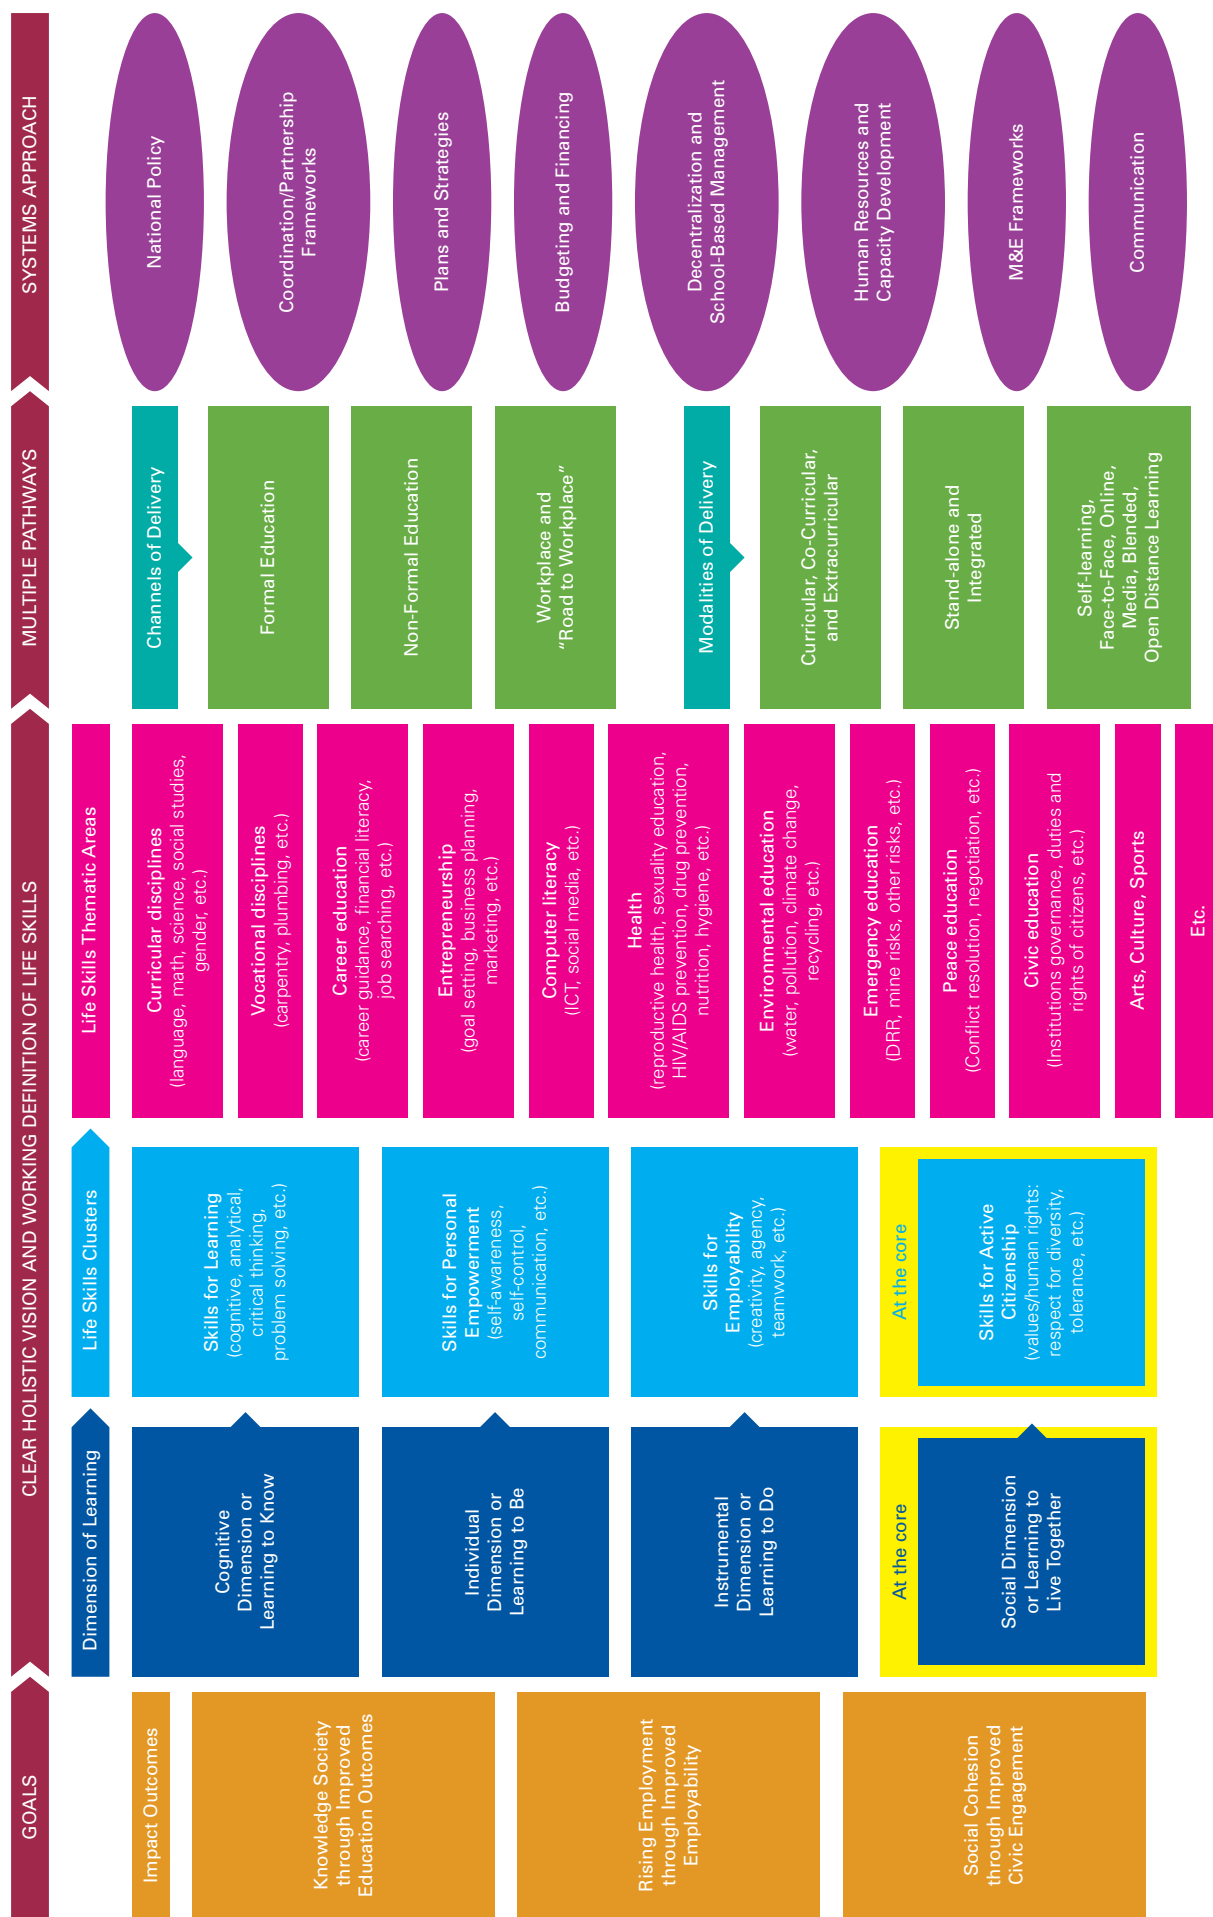 GOALS
CLEAR HOLISTIC VISION AND WORKING DEFINITION OF LIFE SKILLS
MULTIPLE PATHWAYS
SYSTEMS APPROACH
Impact Outcomes
Knowledge Society
through Improved
Education Outcomes
Rising Employment
through Improved
Employability
Social Cohesion
through Improved
Civic Engagement
Dimension of Learning
Cognitive
Dimension or
Learning to Know
Individual
Dimension or
Learning to Be
Instrumental
Dimension or
Learning to Do
At the core
Social Dimension
or Learning to
Live Together
Life Skills Clusters
Skills for Learning
(cognitive, analytical,
critical thinking,
problem solving, etc.)
Skills for Personal
Empowerment
(self-awareness,
self-control,
communication, etc.)
Skills for
Employability
(creativity, agency,
teamwork, etc.)
At the core
Skills for Active
Citizenship
(values/human rights:
respect for diversity,
tolerance, etc.)
Life Skills Thematic Areas
Curricular disciplines
(language, math, science, social studies,
gender, etc.)
Vocational disciplines
(carpentry, plumbing, etc.)
Career education
(career guidance, financial literacy,
job searching, etc.)
Entrepreneurship
(goal setting, business planning,
marketing, etc.)
Computer literacy
(ICT, social media, etc.)
Health
(reproductive health, sexuality education,
HIV/AIDS prevention, drug prevention,
nutrition, hygiene, etc.)
Environmental education
(water, pollution, climate change,
recycling, etc.)
Emergency education
(DRR, mine risks, other risks, etc.)
Peace education
(Conflict resolution, negotiation, etc.)
Civic education
(Institutions governance, duties and
rights of citizens, etc.)
Arts, Culture, Sports
Etc.
Channels of Delivery
Formal Education
Non-Formal Education
Workplace and
“Road to Workplace”
Modalities of Delivery
Curricular, Co-Curricular,
and Extracurricular
Stand-alone and
Integrated
Self-learning,
Face-to-Face, Online,
Media, Blended,
Open Distance Learning
National Policy
Coordination/Partnership
Frameworks
Plans and Strategies
Budgeting and Financing
Decentralization and
School-Based Management
Human Resources and
Capacity Development
M&E Frameworks
Communication